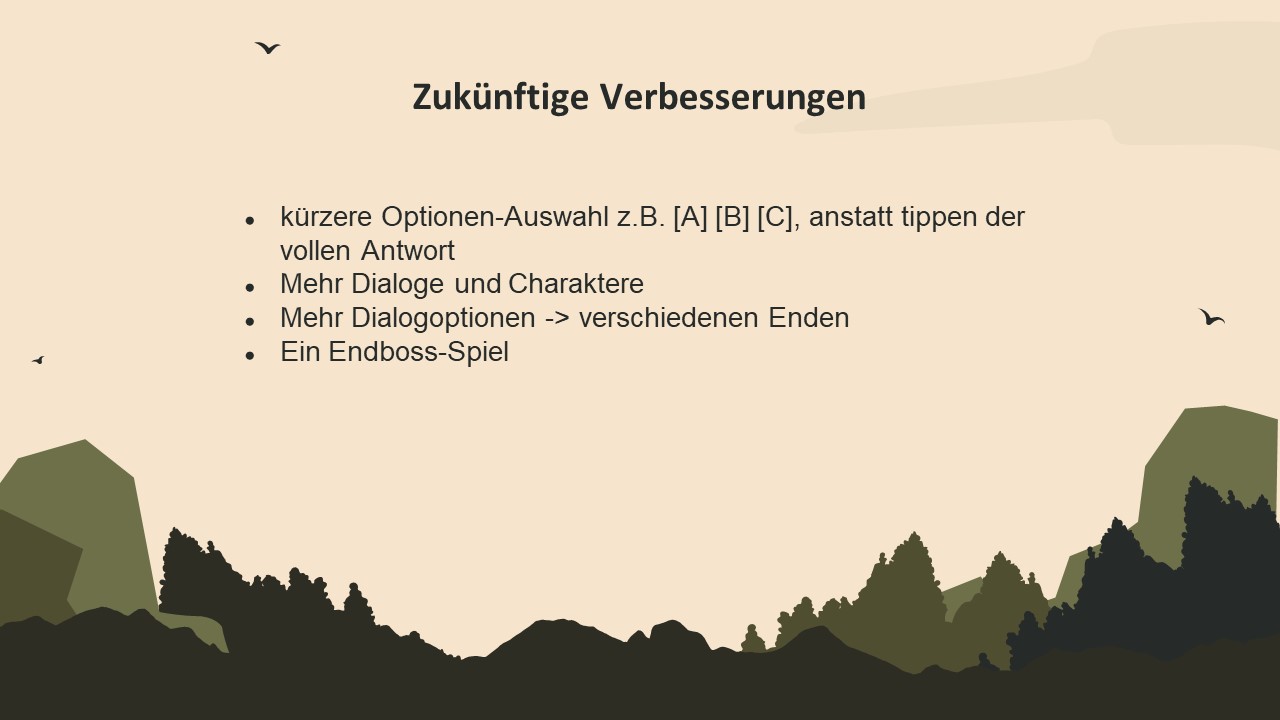 Zukünftige Verbesserungen
● kürzere Optionen-Auswahl z.B. [A] [B] [C], anstatt tippen der
vollen Antwort
● Mehr Dialoge und Charaktere
● Mehr Dialogoptionen -> verschiedenen Enden
● Ein Endboss-Spiel